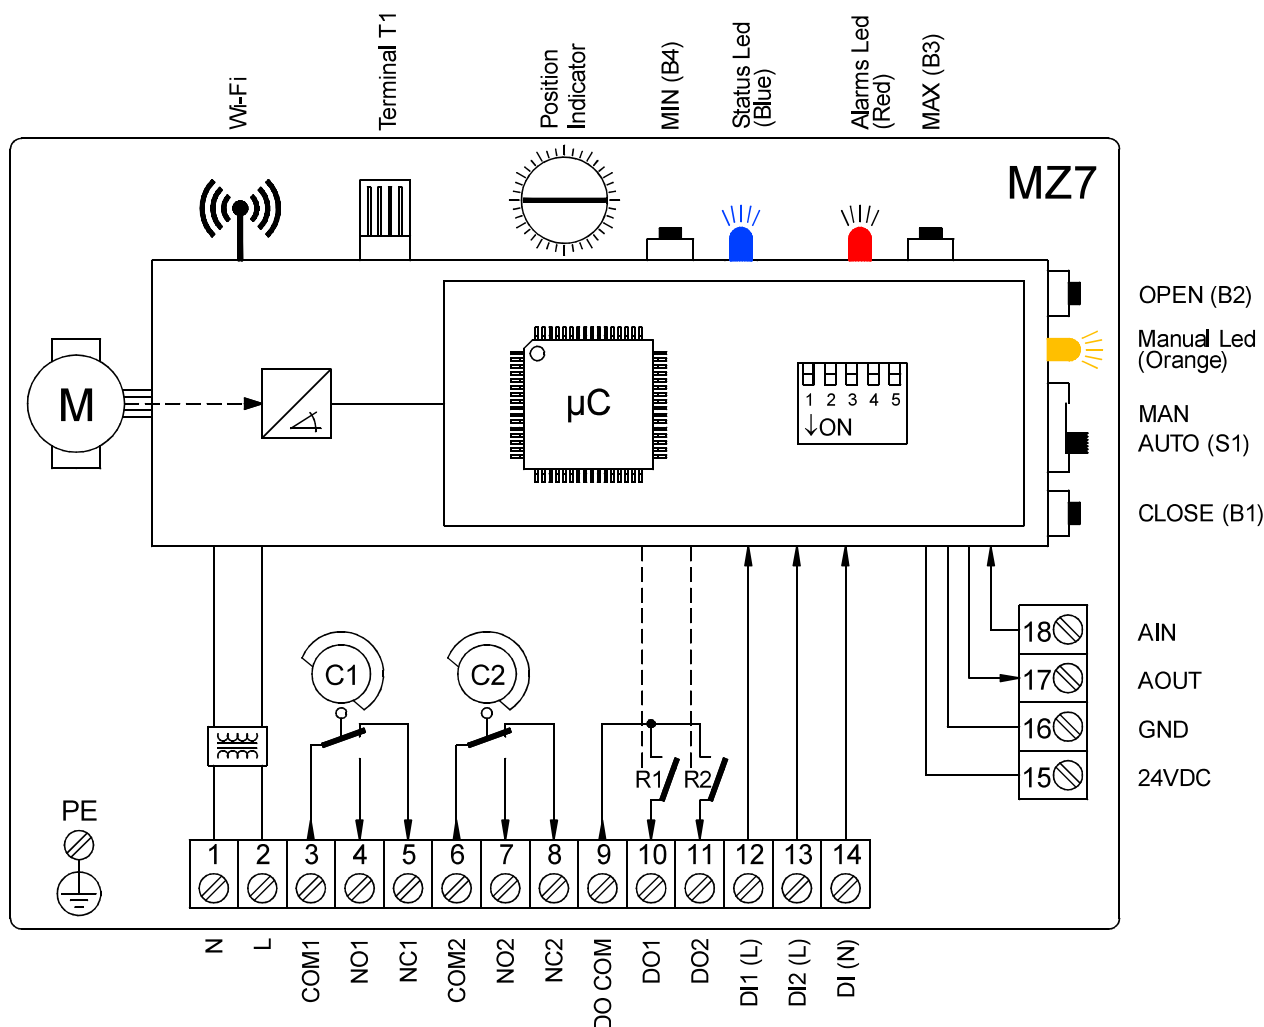 Wi-Fi
Terminal T1
Position
Indicator
MIN (B4)
Status Led
(Blue)
Alarms Led
(Red)
MAX (B3)
MZ7
OPEN (B2)
Manual Led
(Orange)
M
µC
1 2 3 4 5
↓ON
MAN
AUTO (S1)
CLOSE (B1)
18 AIN
17 AOUT
16 GND
15 24VDC
C1
C2
R1
R2
PE
1 2 3 4 5 6 7 8 9 10 11 12 13 14
N
L
COM1
NO1
NC1
COM2
NO2
NC2
DO COM
DO1
DO2
DI1 (L)
DI2 (L)
DI (N)